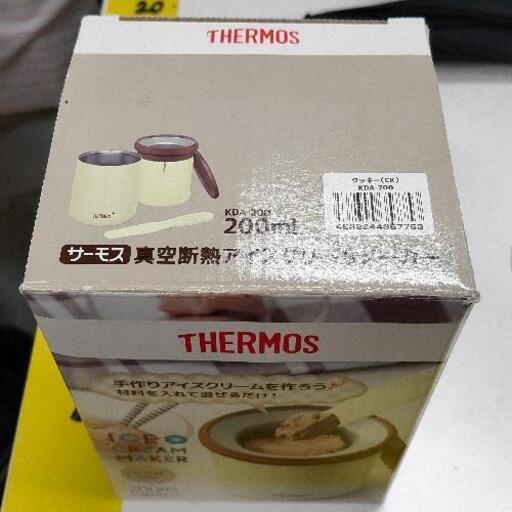 20
THERMOS
クッキー(CK)
KDA-200
KDA-200
200ml
サーモス 真空断熱アイスクリームメーカー
THERMOS
手作りアイスクリームを作ろう♪
材料を入れて混ぜるだけ!
ICE
CREAM
MAKER
200ml